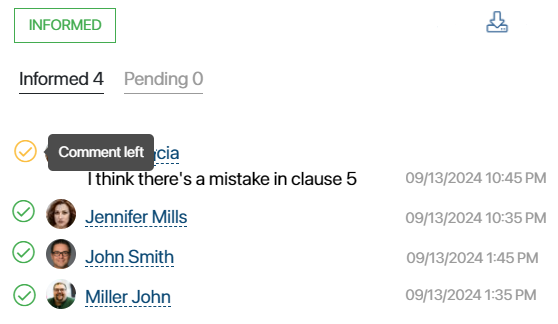 INFORMED
Informed 4
Pending 0
Comment left
cia
I think there's a mistake in clause 5
09/13/2024 10:45 PM
Jennifer Mills
09/13/2024 10:35 PM
John Smith
09/13/2024 1:45 PM
Miller John
09/13/2024 1:35 PM